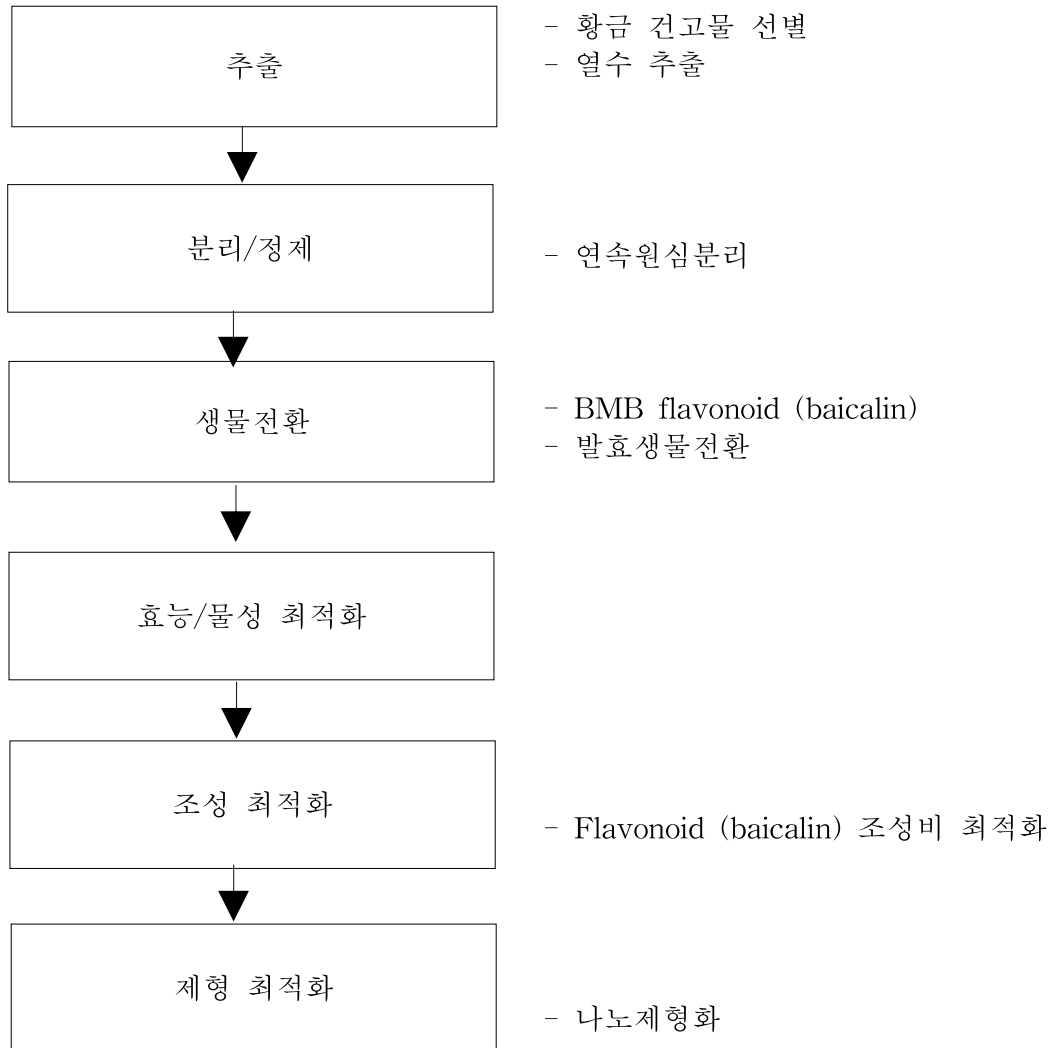 추출
- 황금 건고물 선별
- 열수 추출
분리/정제
- 연속원심분리
생물전환
- BMB flavonoid (baicalin)
- 발효생물전환
효능/물성 최적화
조성 최적화
- Flavonoid (baicalin) 조성비 최적화
제형 최적화
- 나노제형화